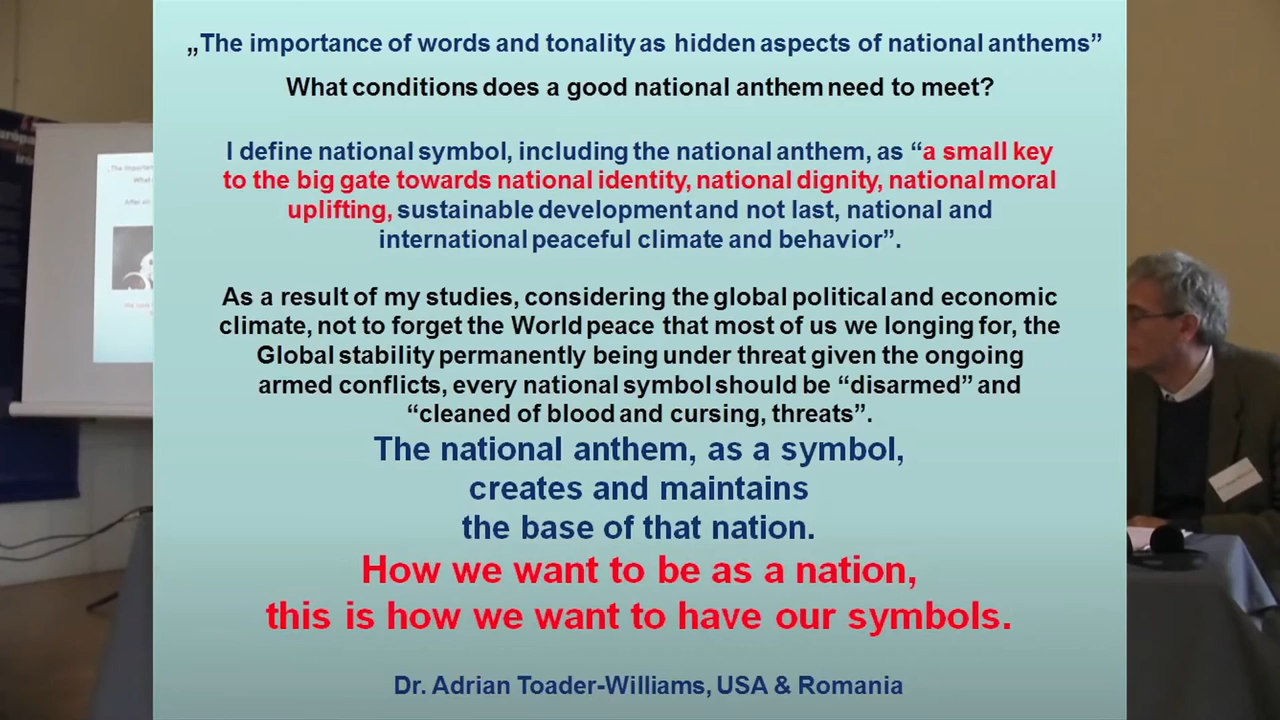 „The importance of words and tonality as hidden aspects of national anthems”
What conditions does a good national anthem need to meet?
I define national symbol, including the national anthem, as “a small key
to the big gate towards national identity, national dignity, national moral
uplifting, sustainable development and not last, national and
international peaceful climate and behavior”.
As a result of my studies, considering the global political and economic
climate, not to forget the World peace that most of us we longing for, the
Global stability permanently being under threat given the ongoing
armed conflicts, every national symbol should be “disarmed” and
“cleaned of blood and cursing, threats”.
The national anthem, as a symbol,
creates and maintains
the base of that nation.
How we want to be as a nation,
this is how we want to have our symbols.
Dr. Adrian Toader-Williams, USA & Romania